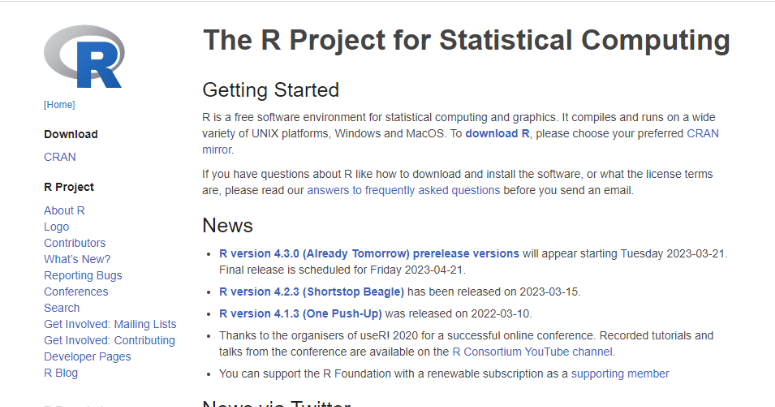 R
The R Project for Statistical Computing
[Home]
Download
CRAN
R Project
About R
Logo
Contributors
What's New?
Reporting Bugs
Conferences
Search
Get Involved: Mailing Lists
Get Involved: Contributing
Developer Pages
R Blog
Getting Started
R is a free software environment for statistical computing and graphics. It compiles and runs on a wide
variety of UNIX platforms, Windows and MacOS. To download R, please choose your preferred CRAN
mirror.
If you have questions about R like how to download and install the software, or what the license terms
are, please read our answers to frequently asked questions before you send an email.
News
• R version 4.3.0 (Already Tomorrow) prerelease versions will appear starting Tuesday 2023-03-21.
Final release is scheduled for Friday 2023-04-21.
• R version 4.2.3 (Shortstop Beagle) has been released on 2023-03-15.
• R version 4.1.3 (One Push-Up) was released on 2022-03-10.
• Thanks to the organisers of useR! 2020 for a successful online conference. Recorded tutorials and
talks from the conference are available on the R Consortium YouTube channel.
• You can support the R Foundation with a renewable subscription as a supporting member
News via Twitter